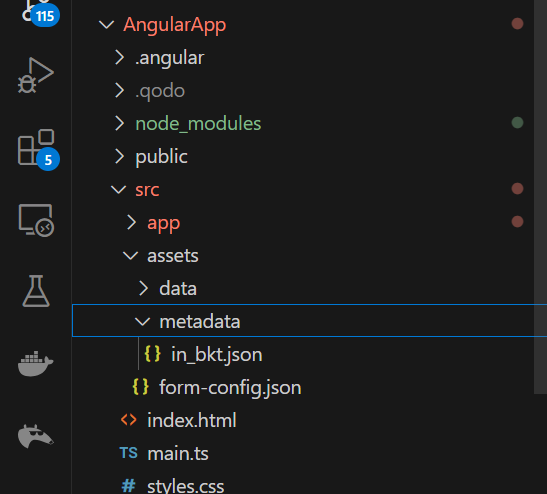 115
AngularApp
.angular
.qodo
node_modules
5
public
src
app
assets
data
metadata
{} in_bkt.json
{} form-config.json
<> index.html
TS main.ts
# styles.css